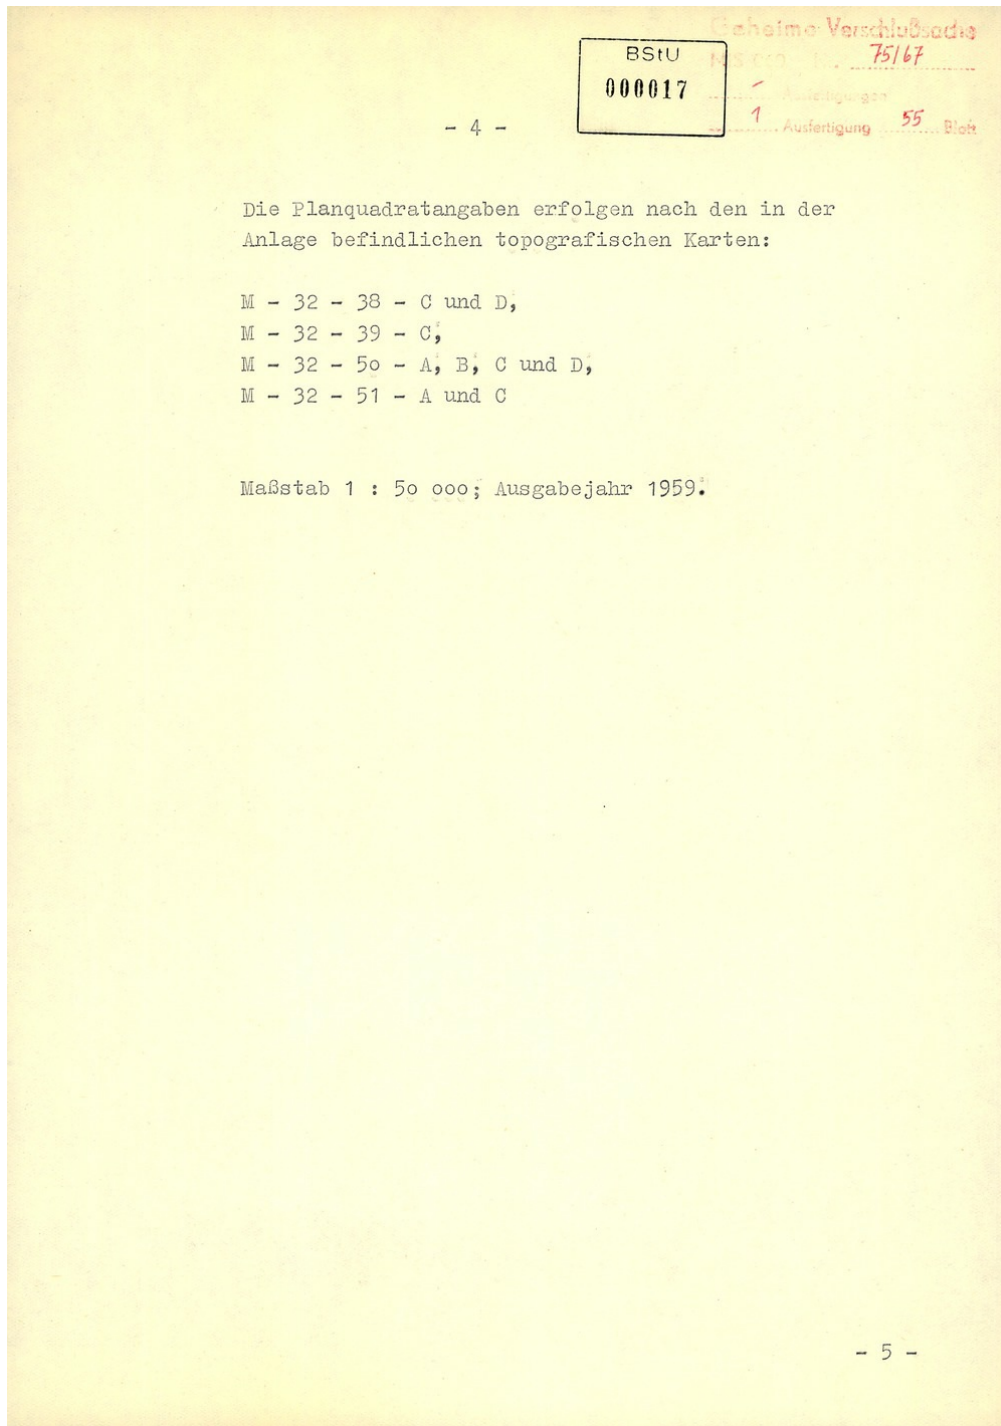 Geheime Verschlußsache
BStU
75/67
000017
1 Ausfertigung 55 Blatt
- 4 -
Die Planquadratangaben erfolgen nach den in der
Anlage befindlichen topografischen Karten:
M - 32 - 38 - C und D,
M - 32 - 39 - C,
M - 32 - 5o - A, B, C und D,
M - 32 - 51 - A und C
Maßstab 1 : 5o ooo; Ausgabejahr 1959.
- 5 -